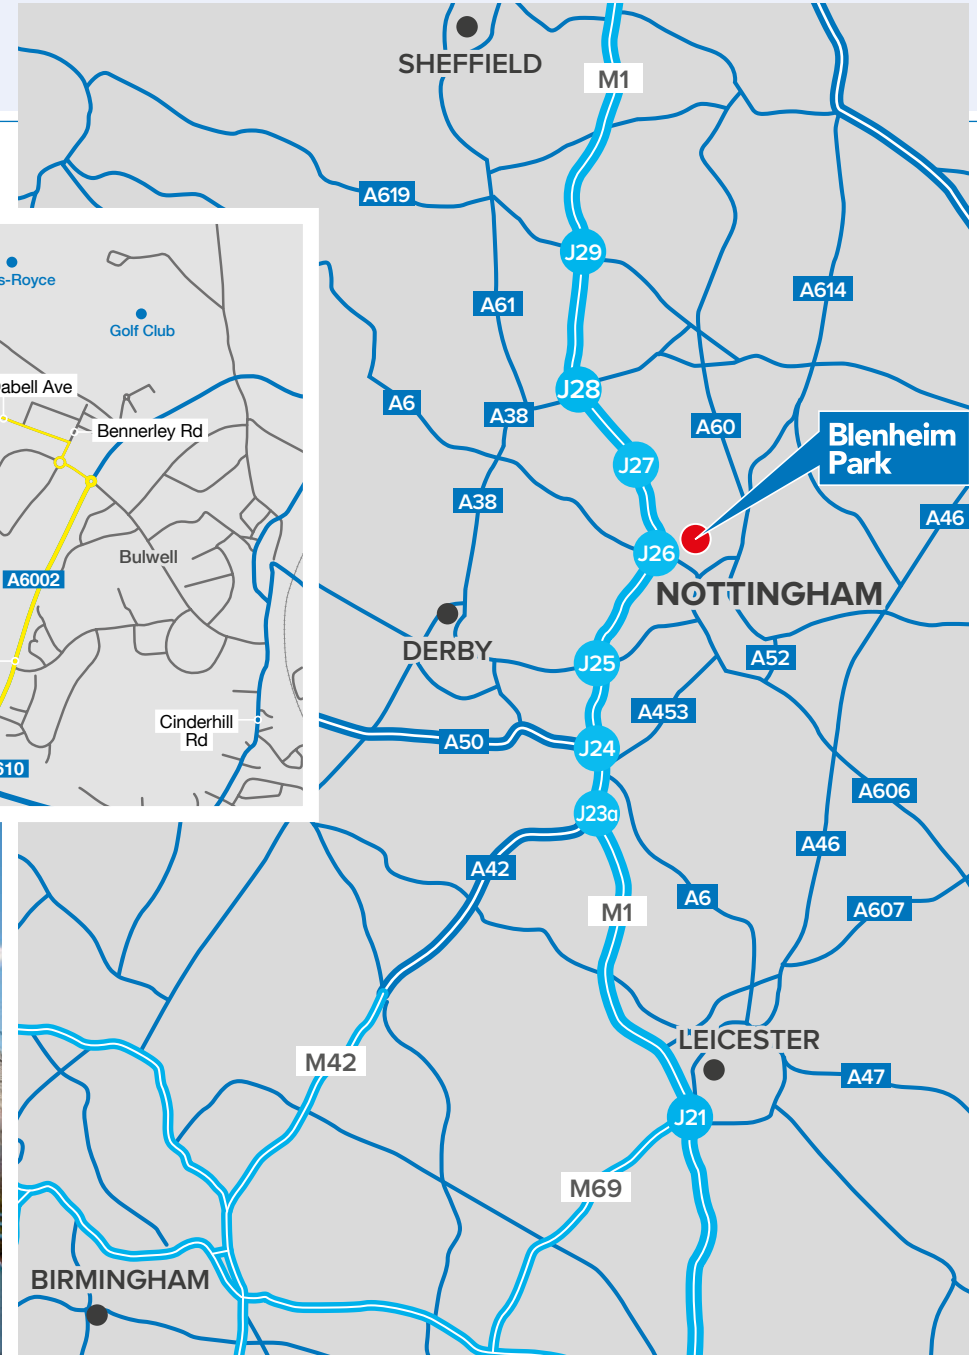 SHEFFIELD
M1
A619
J29
A61
A614
s-Royce
Golf Club
abell Ave
Bennerley Rd
Bulwell
A6002
Cinderhill
Rd
610
J28
A6
A38
A60
Blenheim
Park
J27
A38
A46
J26
NOTTINGHAM
DERBY
J25
A52
A453
A50
J24
A606
J23a
A46
A42
A6
M1
A607
LEICESTER
M42
A47
J21
M69
BIRMINGHAM